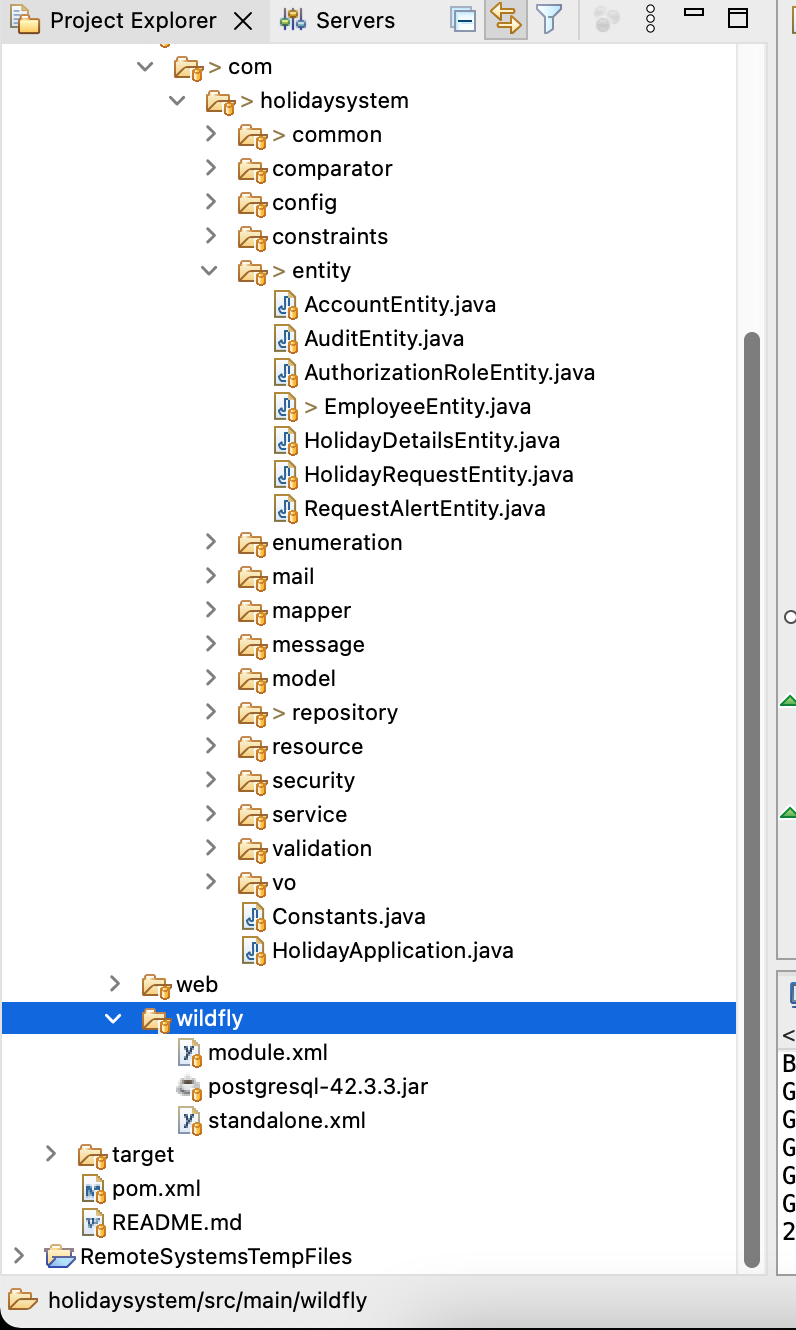 Project Explorer Servers
> com
> holidaysystem
> common
comparator
config
constraints
> entity
AccountEntity.java
AuditEntity.java
AuthorizationRoleEntity.java
> EmployeeEntity.java
HolidayDetailsEntity.java
HolidayRequestEntity.java
RequestAlertEntity.java
enumeration
mail
mapper
message
model
> repository
resource
security
service
validation
vo
Constants.java
HolidayApplication.java
web
wildfly
module.xml
postgresql-42.3.3.jar
standalone.xml
target
pom.xml
README.md
RemoteSystemsTempFiles
holidaysystem/src/main/wildfly
<
B
G
G
G
G
G
2